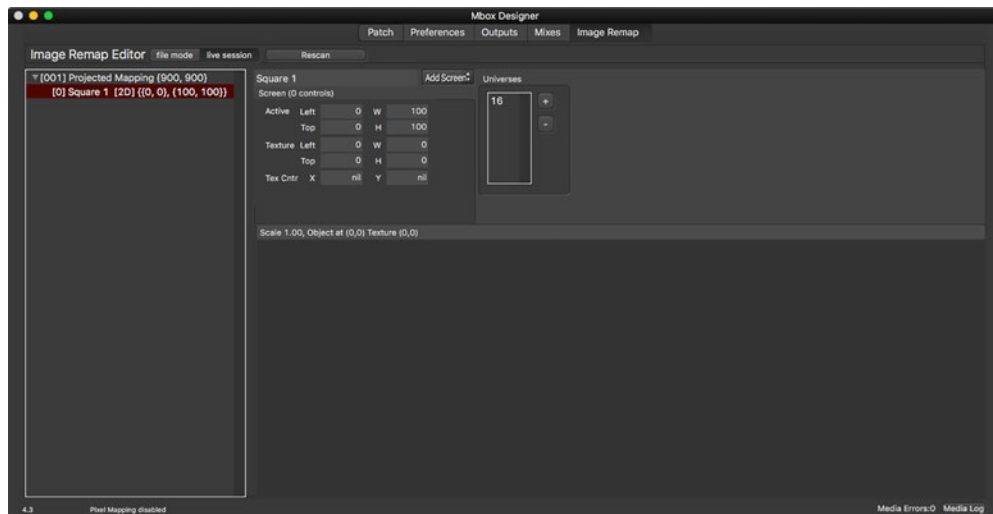 Mbox Designer
Patch Preferences Outputs Mixes Image Remap
Image Remap Editor file mode live session Rescan
[001] Projected Mapping {900, 900}
[0] Square 1 [2D] {{0, 0}, {100, 100}}
Square 1 Add Screen
Screen (0 controls)
Active Left 0 W 100
Top 0 H 100
Texture Left 0 W 0
Top 0 H 0
Tex Cntr X nil Y nil
Universes
16 +
-
Scale 1.00, Object at (0,0) Texture (0,0)
4.3 Pixel Mapping disabled Media Errors:0 Media Log